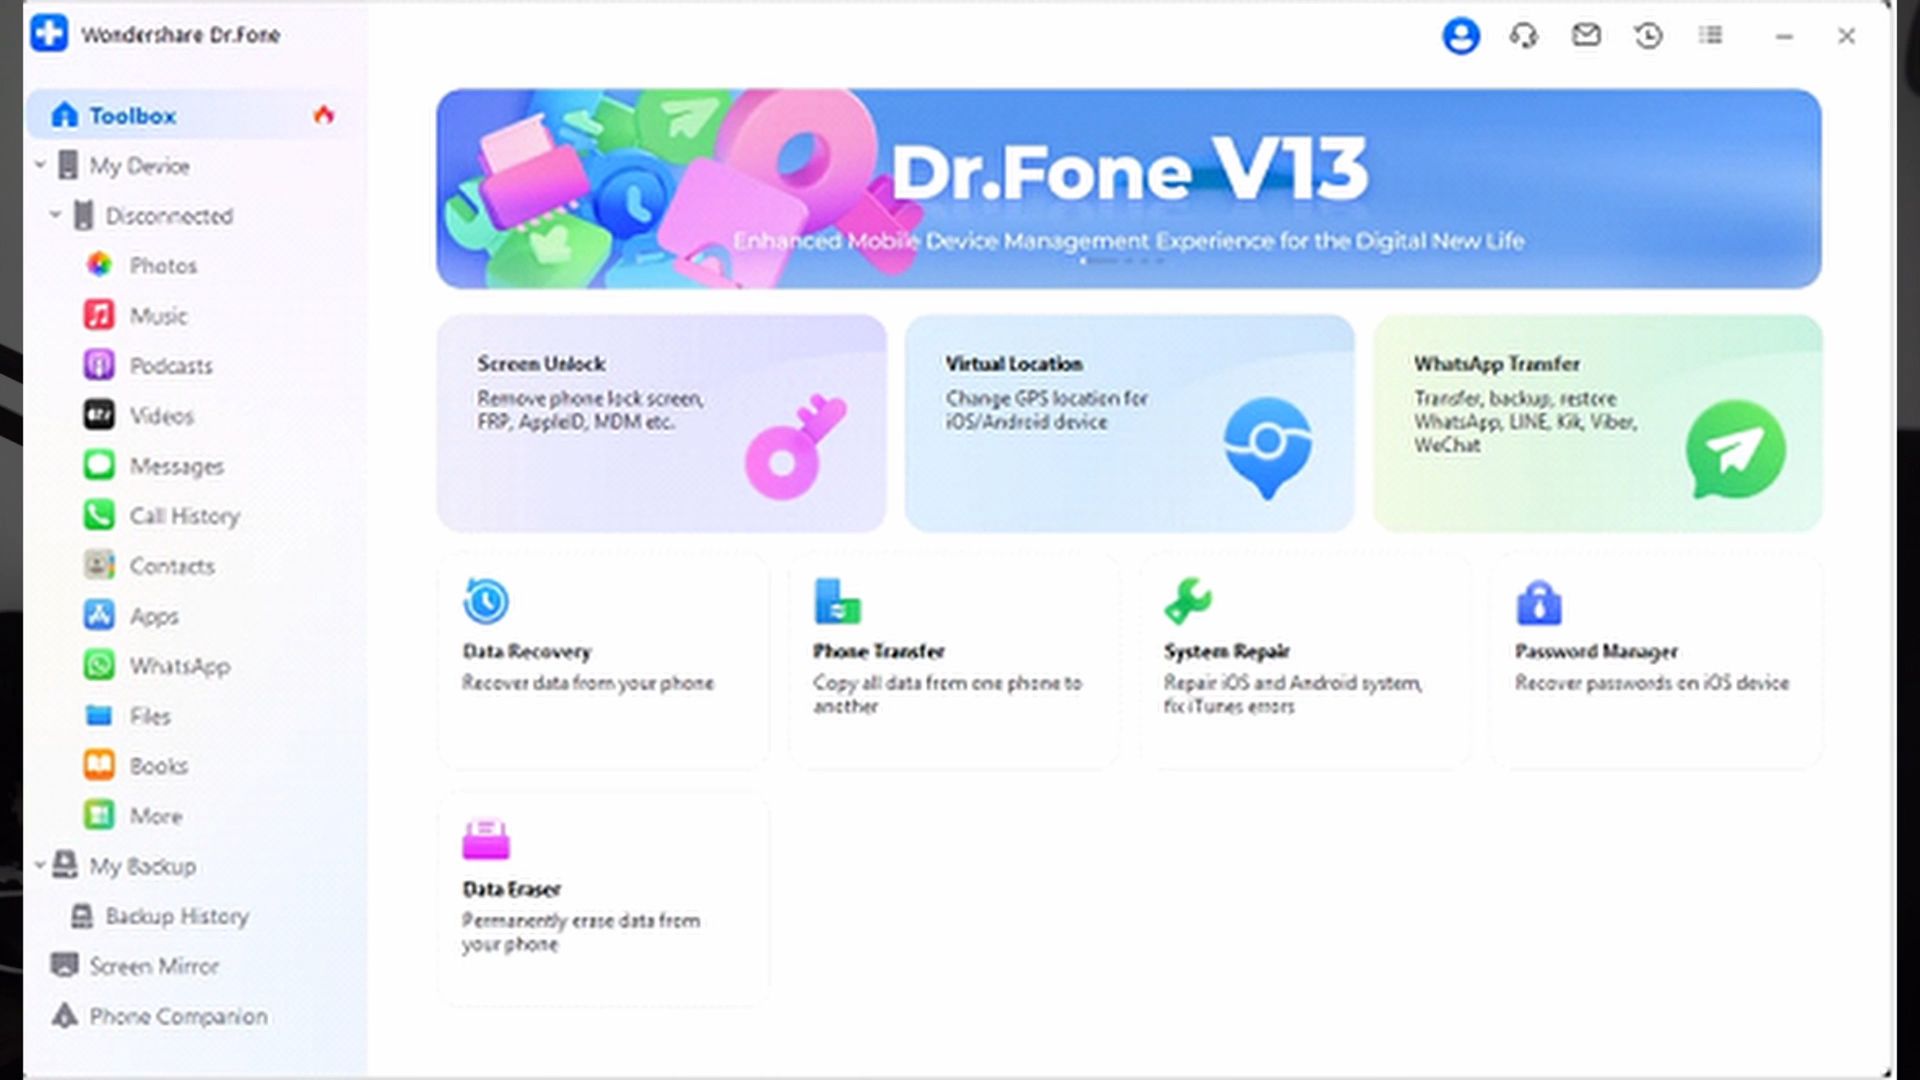 Wondershare Dr.Fone
Toolbox
My Device
Disconnected
Photos
Music
Podcasts
Videos
Messages
Call History
Contacts
Apps
WhatsApp
Files
Books
More
My Backup
Backup History
Screen Mirror
Phone Companion
Dr.Fone V13
Enhanced Mobile Device Management Experience for the Digital New Life
Screen Unlock
Remove phone lock screen,
FRP, AppleID, MDM etc.
Virtual Location
Change GPS location for
iOS/Android device
WhatsApp Transfer
Transfer, backup, restore
WhatsApp, LINE, Kik, Viber,
WeChat
Data Recovery
Recover data from your phone
Phone Transfer
Copy all data from one phone to
another
System Repair
Repair iOS and Android system,
fix iTunes errors
Password Manager
Recover passwords on iOS device
Data Eraser
Permanently erase data from
your phone